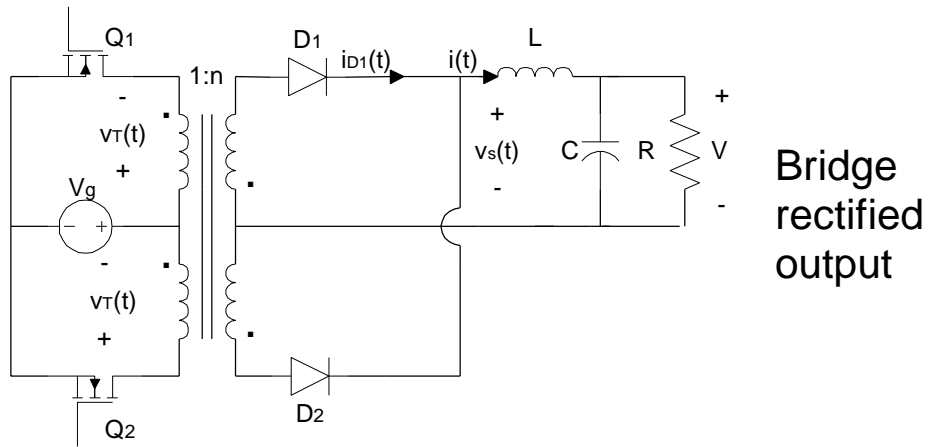 Q1
D1
iD1(t)
i(t)
L
1:n
-
vT(t)
+
+
vs(t)
-
C
R
+
V
-
Vg
- +
-
vT(t)
+
Q2
D2
Bridge
rectified
output